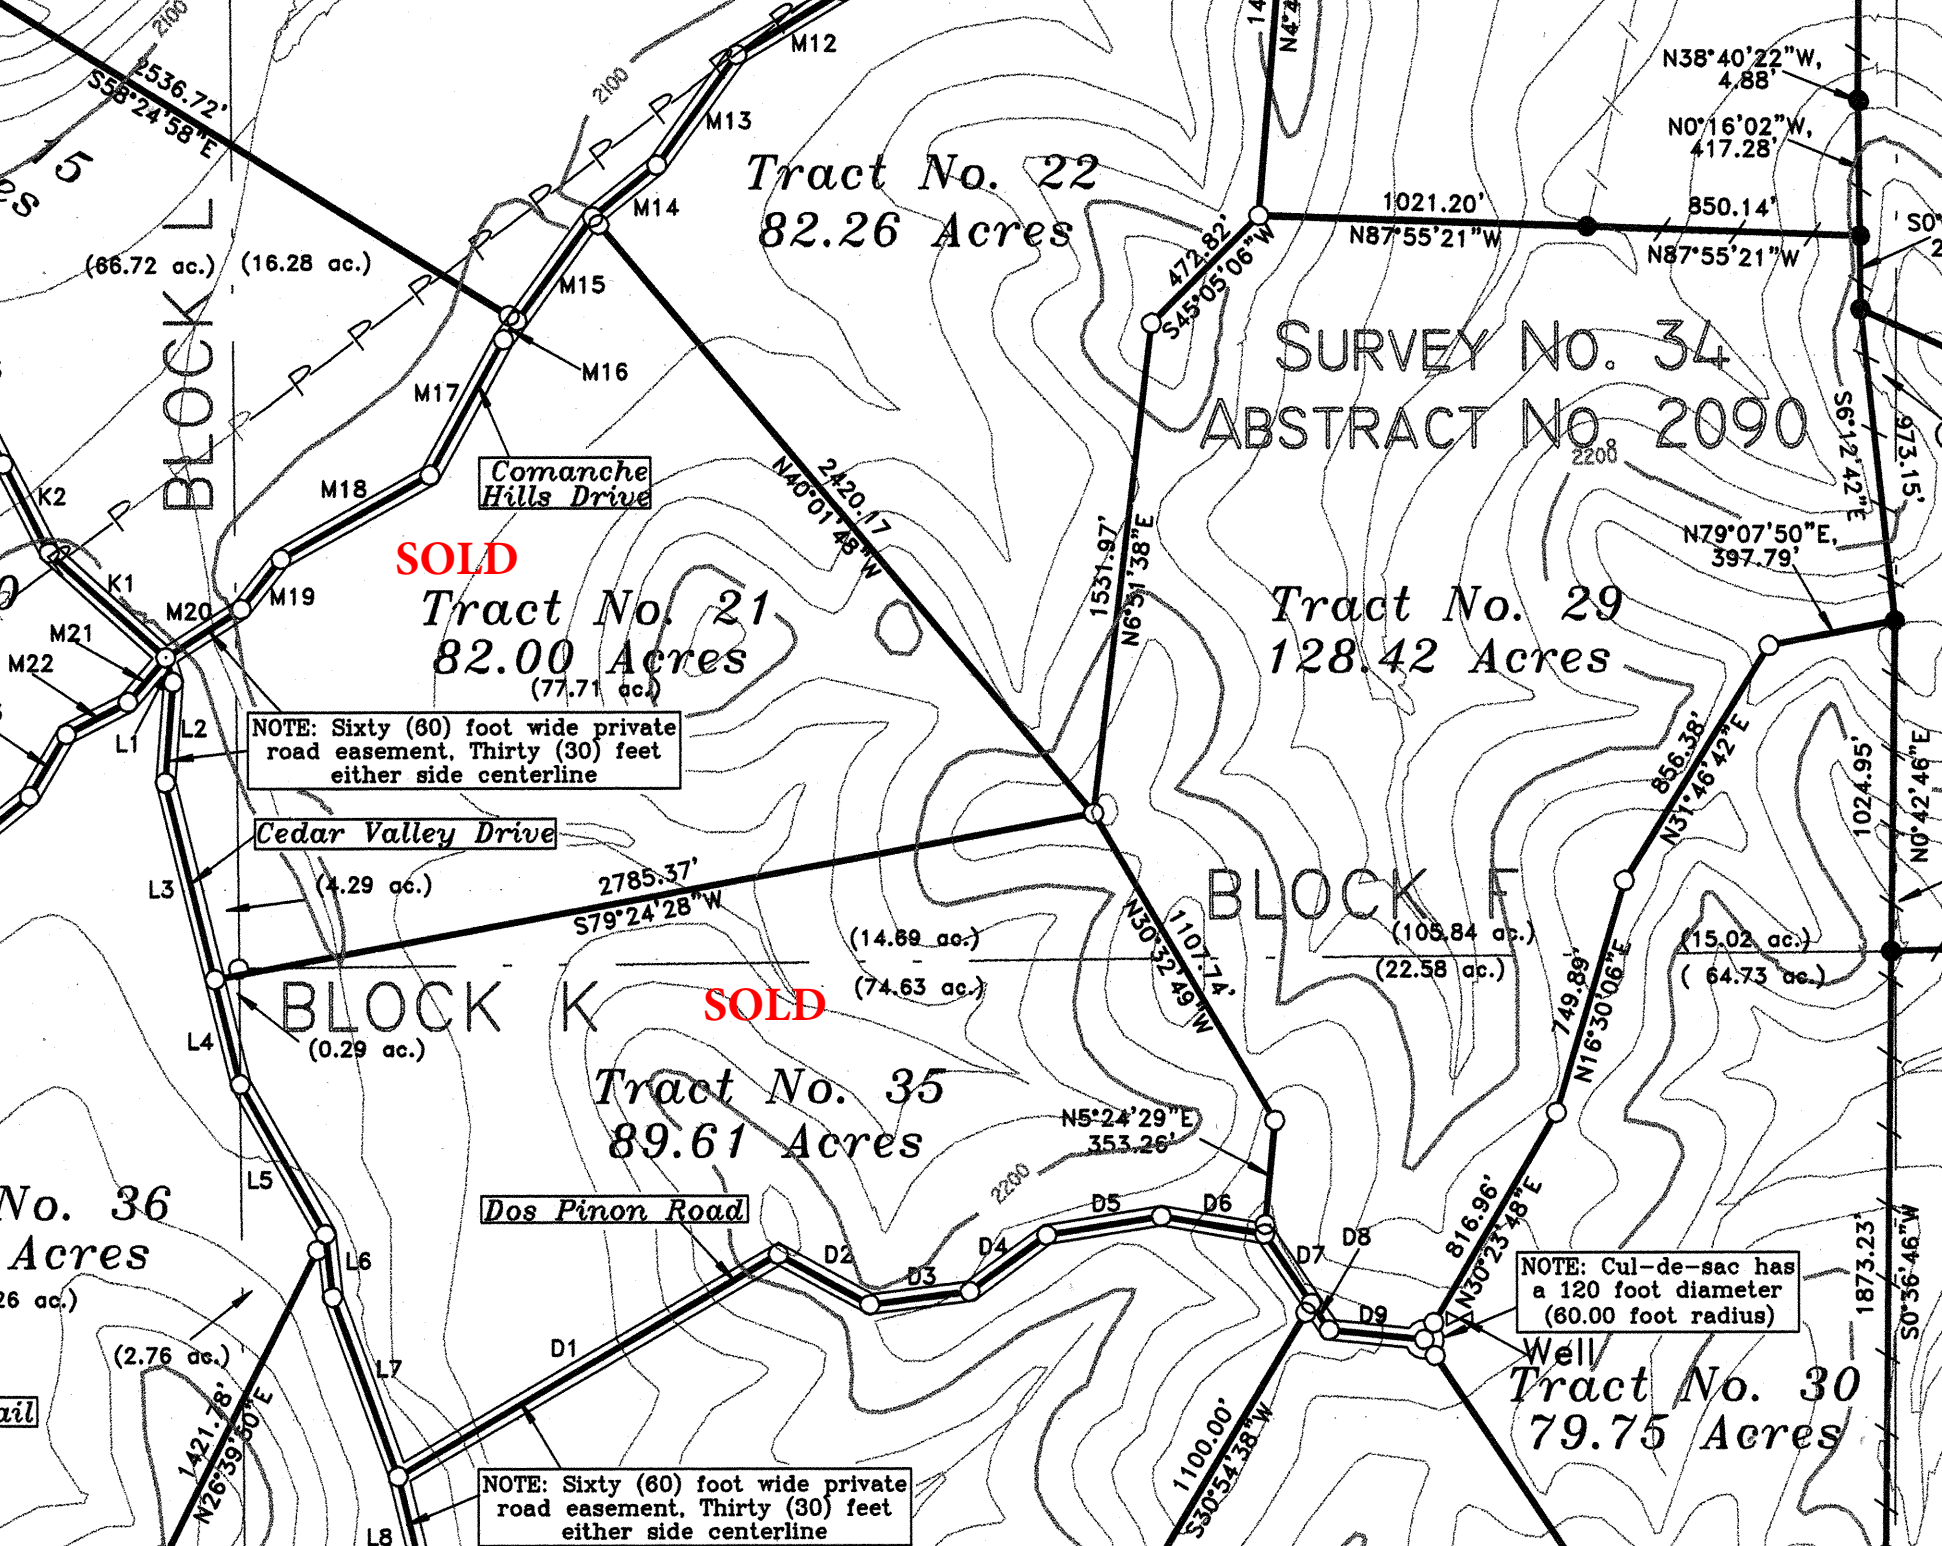 2100
2536.72'
S58°24'58"E
5
es
BLOCK L
(66.72 ac.) (16.28 ac.)
2100
M12
M13
M14
M15
M16
M17
M18
M19
M20
M21
M22
K2
K1
P
P
P
P
P
P
P
P
P
P
Tract No. 22
82.26 Acres
N38°40'22"W,
4.88'
N0°16'02"W,
417.28'
1021.20'
N87°55'21"W
850.14'
N87°55'21"W
472.82'
S45°05'06"W
SURVEY No. 34
ABSTRACT No. 2090
2200
S6°12'42"E
973.15'
Comanche
Hills Drive
SOLD
Tract No. 21
82.00 Acres
(77.71 ac.)
2420.17
N40°01'48"W
1531.97'
N6°51'38"E
N79°07'50"E,
397.79'
Tract No. 29
128.42 Acres
L1
L2
NOTE: Sixty (60) foot wide private
road easement, Thirty (30) feet
either side centerline
Cedar Valley Drive
L3
(4.29 ac.)
2785.37'
S79°24'28"W
856.38'
N31°46'42"E
1024.95'
N0°42'46"E
BLOCK F
(105.84 ac.)
(22.58 ac.)
(15.02 ac.)
( 64.73 ac.)
(14.69 ac.)
(74.63 ac.)
1107.74'
N30°32'49"W
749.89'
N16°30'06"E
BLOCK K
SOLD
(0.29 ac.)
L4
Tract No. 35
89.61 Acres
N5°24'29"E
353.26'
2200
L5
No. 36
Acres
26 ac.)
(2.76 ac.)
Dos Pinon Road
D1
D2
D3
D4
D5
D6
D7
D8
D9
L6
L7
L8
816.96'
N30°23'48"E
1873.23'
S0°36'46"W
NOTE: Cul-de-sac has
a 120 foot diameter
(60.00 foot radius)
Well
Tract No. 30
79.75 Acres
1421.78'
N26°39'50"E
ail
1100.00'
S30°54'38"W
NOTE: Sixty (60) foot wide private
road easement, Thirty (30) feet
either side centerline